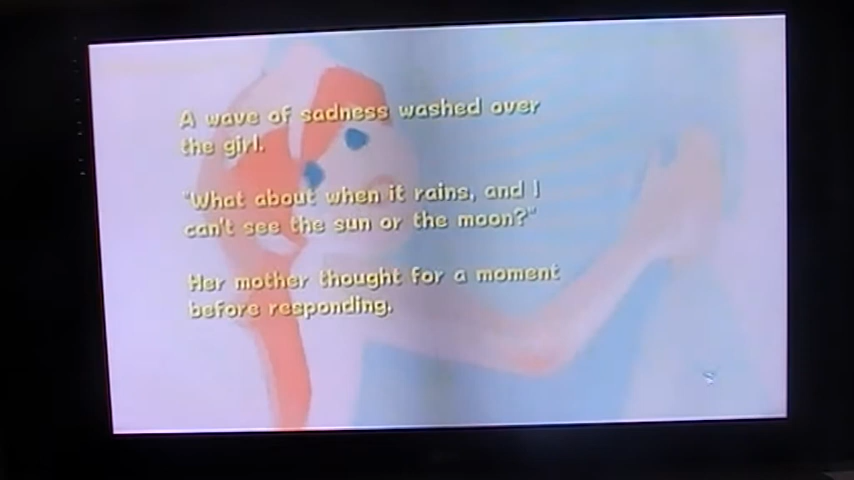 A wave of sadness washed over
the girl.
"What about when it rains, and I
can't see the sun or the moon?"
Her mother thought for a moment
before responding.